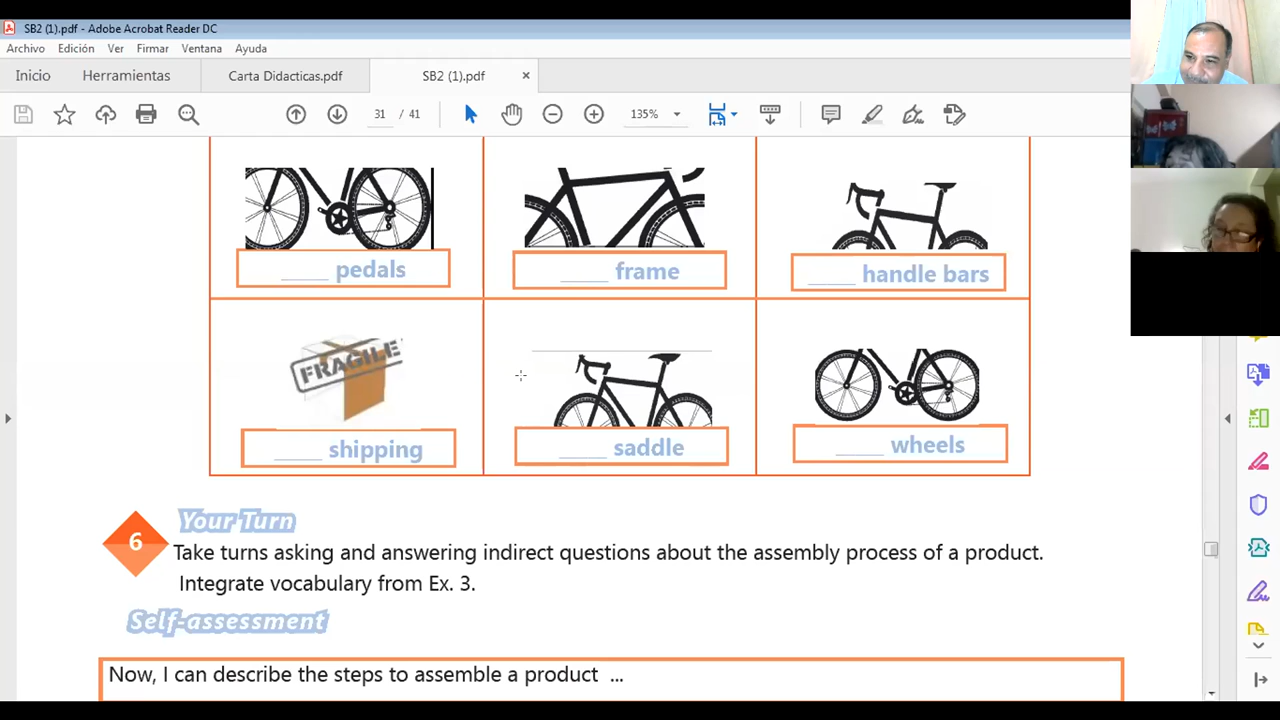 SB2 (1).pdf - Adobe Acrobat Reader DC
Archivo Edición Ver Firmar Ventana Ayuda
Inicio Herramientas Carta Didacticas.pdf SB2 (1).pdf ×
31 / 41 135%
____ pedals ____ frame ____ handle bars
FRAGILE
____ shipping ____ saddle ____ wheels
6 Your Turn
Take turns asking and answering indirect questions about the assembly process of a product.
Integrate vocabulary from Ex. 3.
Self-assessment
Now, I can describe the steps to assemble a product ...